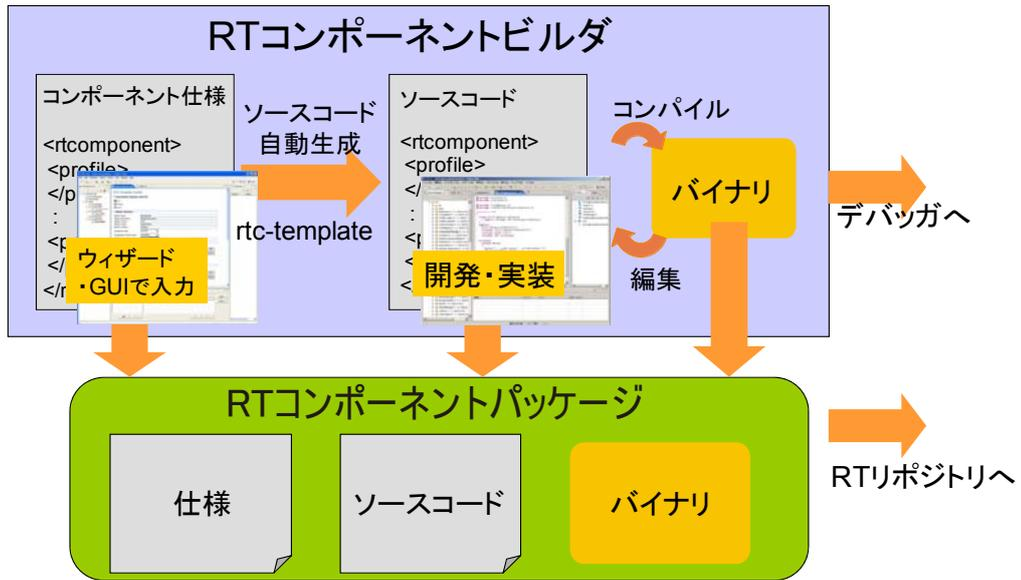 RTコンポーネントビルダ
コンポーネント仕様
<rtcomponent>
<profile>
</p
:
<p
</
</r
ウィザード
・GUIで入力
ソースコード
自動生成
rtc-template
ソースコード
<rtcomponent>
<profile>
</
:
<p
<
<
開発・実装
コンパイル
バイナリ
編集
デバッガへ
RTコンポーネントパッケージ
仕様
ソースコード
バイナリ
RTリポジトリへ